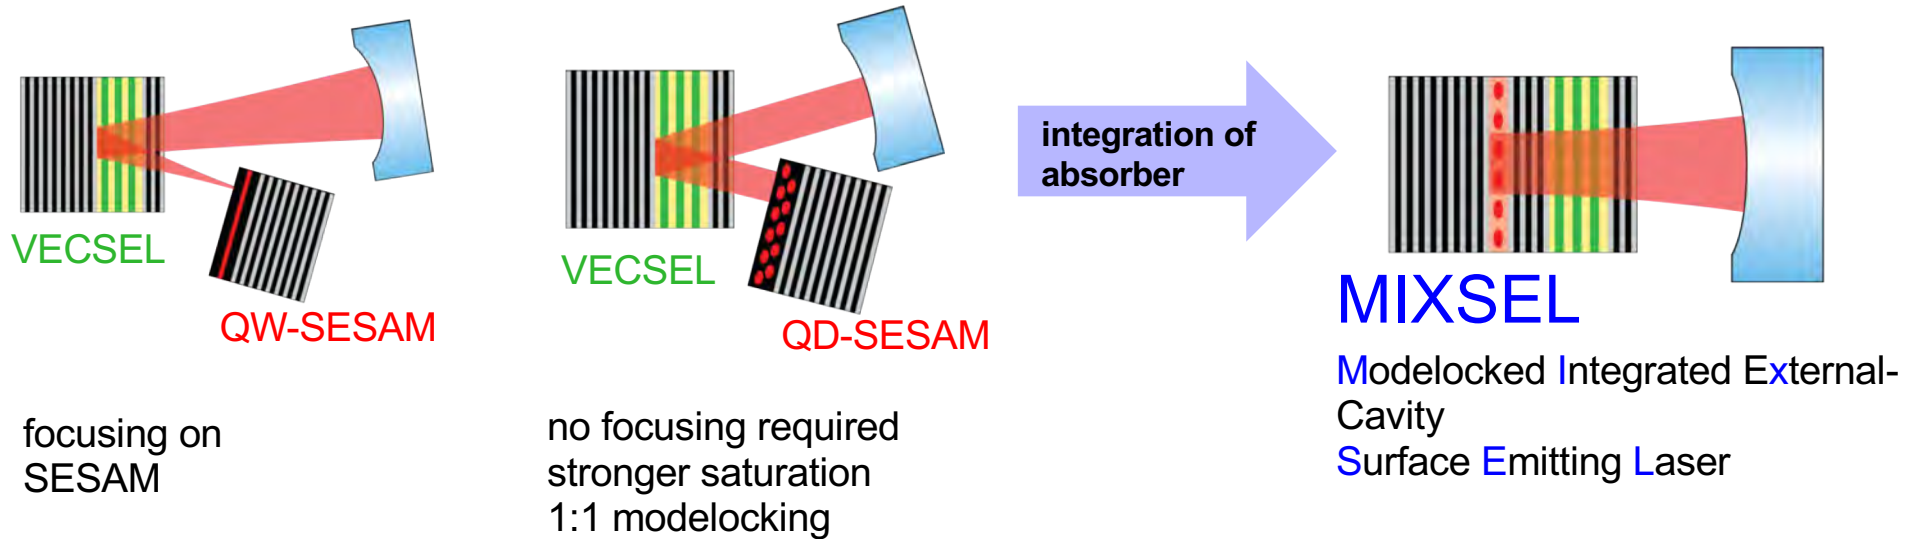 VECSEL
QW-SESAM
focusing on
SESAM
VECSEL
QD-SESAM
no focusing required
stronger saturation
1:1 modelocking
integration of
absorber
MIXSEL
Modelocked Integrated External-
Cavity
Surface Emitting Laser